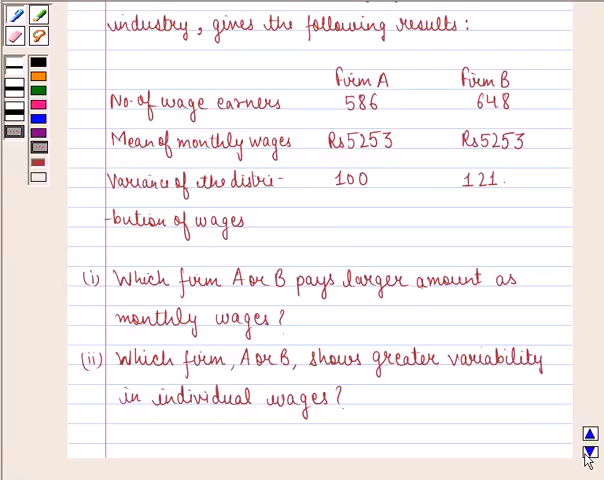 industry, gives the following results :
Firm A Firm B
No. of wage earners 586 648
Mean of monthly wages Rs5253 Rs5253
Variance of the distri- 100 121.
-bution of wages
(i) Which firm A or B pays larger amount as
monthly wages?
(ii) Which firm, A or B, shows greater variability
in individual wages?